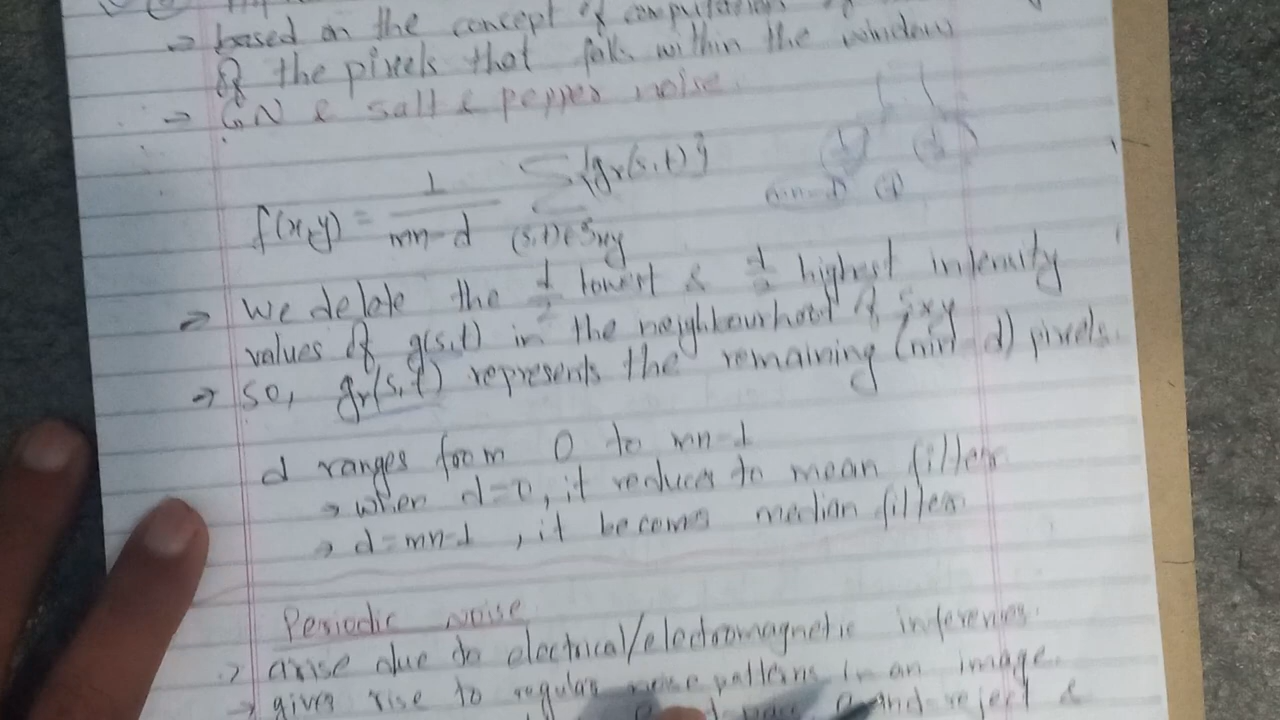 → based on the concept of computation
of the pixels that falls within the window
→ GN & salt & pepper noise.
f(x,y) = 1/mn-d Σ(s,t)∈Sxy {gr(s,t)}
→ We delete the d/2 lowest & d/2 highest intensity
values of g(s,t) in the neighbourhood of Sxy
→ So, gr(s,t) represents the remaining (mn-d) pixels.
d ranges from 0 to mn-1
→ when d=0, it reduces to mean filter
→ d=mn-1, it becomes median filter.
Periodic noise
→ arise due to electrical/electromagnetic
→ gives rise to regular noise patterns in an image.
reject &